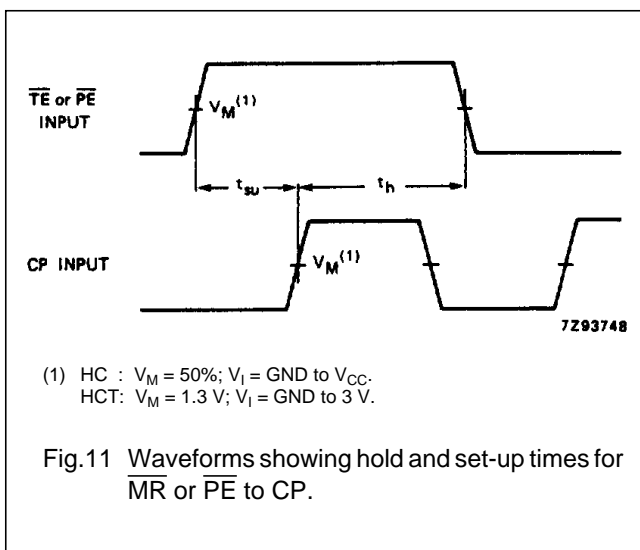 TE or PE
INPUT
VM(1)
tsu
th
CP INPUT
VM(1)
7Z93748
(1) HC : VM = 50%; VI = GND to VCC.
HCT: VM = 1.3 V; VI = GND to 3 V.
Fig.11 Waveforms showing hold and set-up times for
MR or PE to CP.